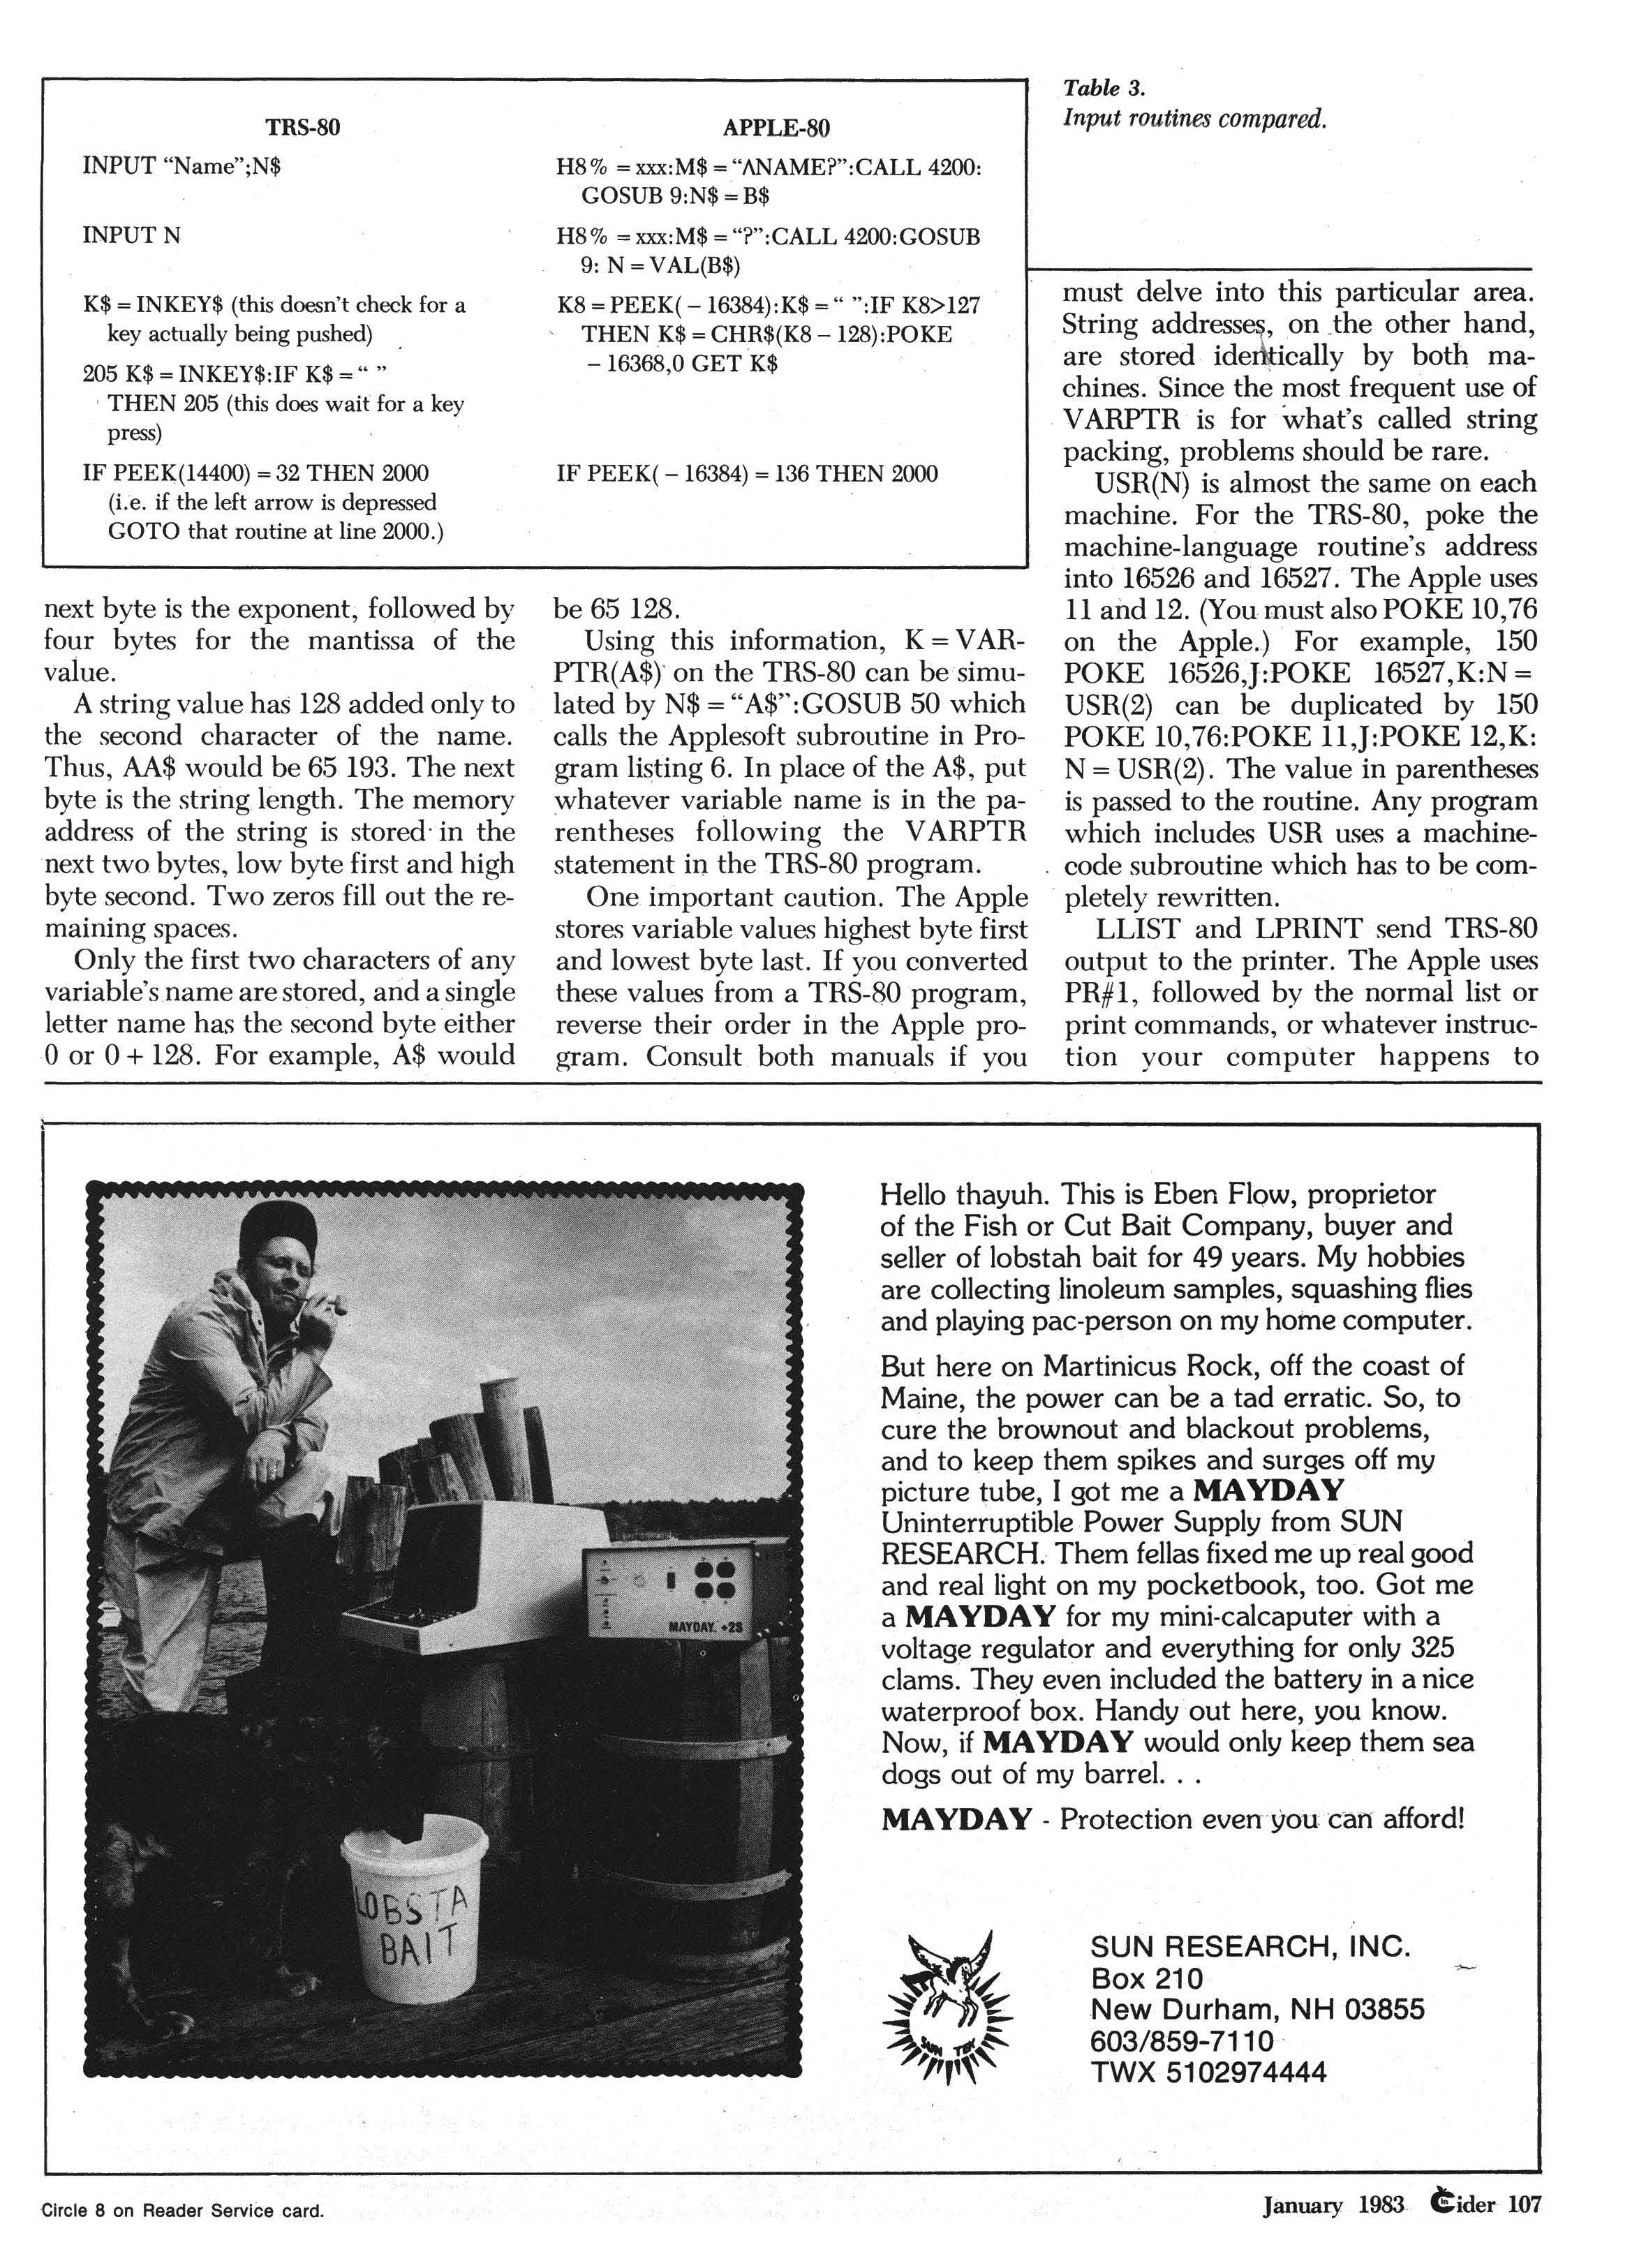 Table 3.
Input routines compared.
TRS-80
APPLE-80
INPUT “Name”;N$
H8% = xxx:M$ = “ΛNAME?”:CALL 4200:
GOSUB 9:N$ = B$
INPUT N
H8% = xxx:M$ = “?”:CALL 4200:GOSUB
9: N = VAL(B$)
K$ = INKEY$ (this doesn't check for a
key actually being pushed)
205 K$ = INKEY$:IF K$ = “ ”
THEN 205 (this does wait for a key
press)
K8 = PEEK( – 16384):K$ = “ ”:IF K8>127
THEN K$ = CHR$(K8 – 128):POKE
– 16368,0 GET K$
IF PEEK(14400) = 32 THEN 2000
(i.e. if the left arrow is depressed
GOTO that routine at line 2000.)
IF PEEK( – 16384) = 136 THEN 2000
next byte is the exponent, followed by
four bytes for the mantissa of the
value.
A string value has 128 added only to
the second character of the name.
Thus, AA$ would be 65 193. The next
byte is the string length. The memory
address of the string is stored in the
next two bytes, low byte first and high
byte second. Two zeros fill out the re-
maining spaces.
Only the first two characters of any
variable's name are stored, and a single
letter name has the second byte either
0 or 0 + 128. For example, A$ would
be 65 128.
Using this information, K = VAR-
PTR(A$) on the TRS-80 can be simu-
lated by N$ = “A$”:GOSUB 50 which
calls the Applesoft subroutine in Pro-
gram listing 6. In place of the A$, put
whatever variable name is in the pa-
rentheses following the VARPTR
statement in the TRS-80 program.
One important caution. The Apple
stores variable values highest byte first
and lowest byte last. If you converted
these values from a TRS-80 program,
reverse their order in the Apple pro-
gram. Consult both manuals if you
must delve into this particular area.
String addresses, on the other hand,
are stored identically by both ma-
chines. Since the most frequent use of
VARPTR is for what's called string
packing, problems should be rare.
USR(N) is almost the same on each
machine. For the TRS-80, poke the
machine-language routine's address
into 16526 and 16527. The Apple uses
11 and 12. (You must also POKE 10,76
on the Apple.) For example, 150
POKE 16526,J:POKE 16527,K:N =
USR(2) can be duplicated by 150
POKE 10,76:POKE 11,J:POKE 12,K:
N = USR(2). The value in parentheses
is passed to the routine. Any program
which includes USR uses a machine-
code subroutine which has to be com-
pletely rewritten.
LLIST and LPRINT send TRS-80
output to the printer. The Apple uses
PR#1, followed by the normal list or
print commands, or whatever instruc-
tion your computer happens to
MAYDAY +2S
LOBSTA
BAIT
Hello thayuh. This is Eben Flow, proprietor
of the Fish or Cut Bait Company, buyer and
seller of lobstah bait for 49 years. My hobbies
are collecting linoleum samples, squashing flies
and playing pac-person on my home computer.
But here on Martinicus Rock, off the coast of
Maine, the power can be a tad erratic. So, to
cure the brownout and blackout problems,
and to keep them spikes and surges off my
picture tube, I got me a MAYDAY
Uninterruptible Power Supply from SUN
RESEARCH. Them fellas fixed me up real good
and real light on my pocketbook, too. Got me
a MAYDAY for my mini-calcaputer with a
voltage regulator and everything for only 325
clams. They even included the battery in a nice
waterproof box. Handy out here, you know.
Now, if MAYDAY would only keep them sea
dogs out of my barrel. . .
MAYDAY - Protection even you can afford!
SUN TEK
SUN RESEARCH, INC.
Box 210
New Durham, NH 03855
603/859-7110
TWX 5102974444
Circle 8 on Reader Service card.
January 1983 inCider 107